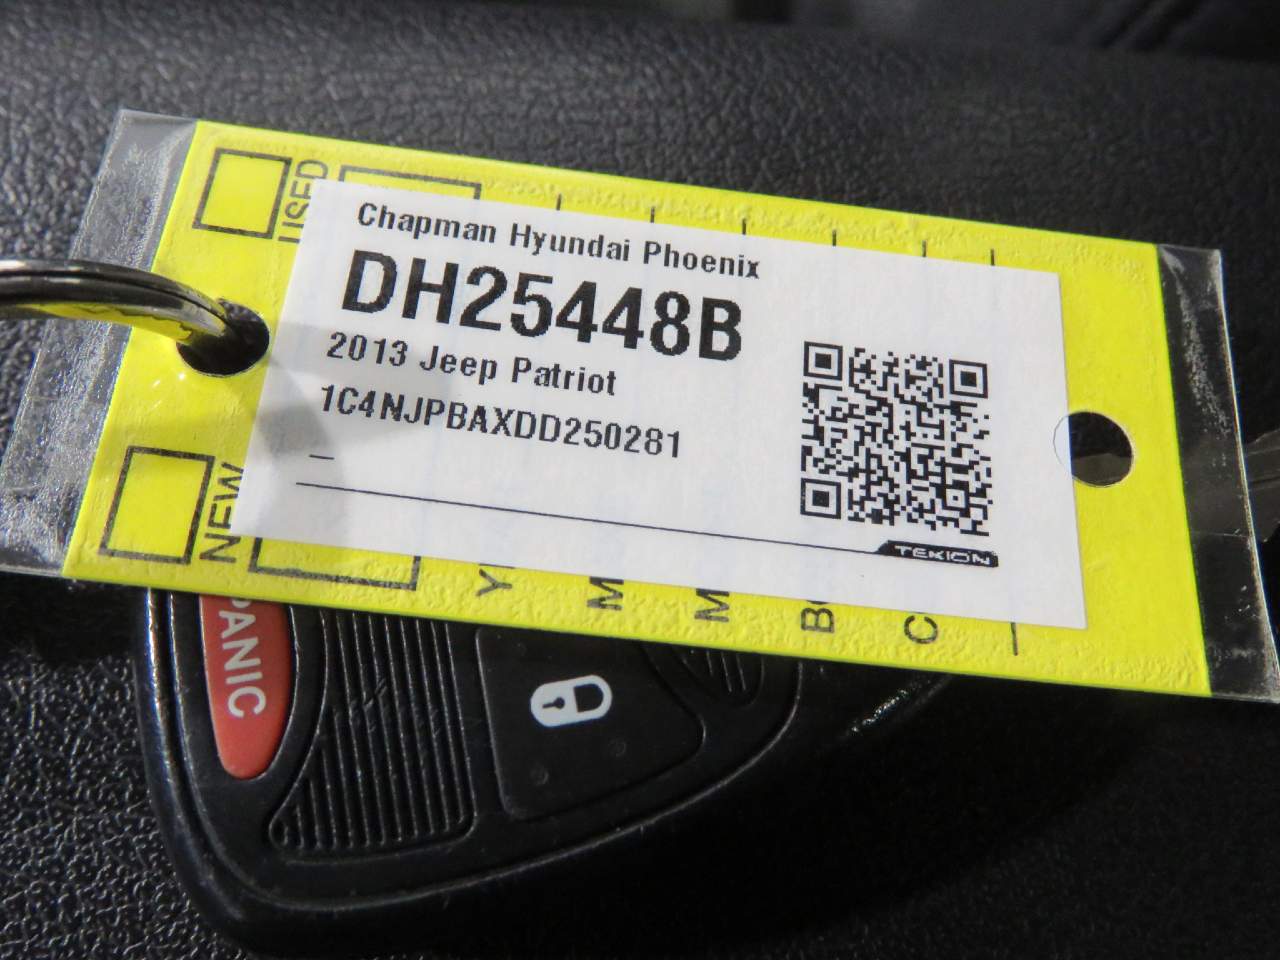 USED
Chapman Hyundai Phoenix
DH25448B
2013 Jeep Patriot
1C4NJPBAXDD250281
_
TEKION
NEW
PANIC